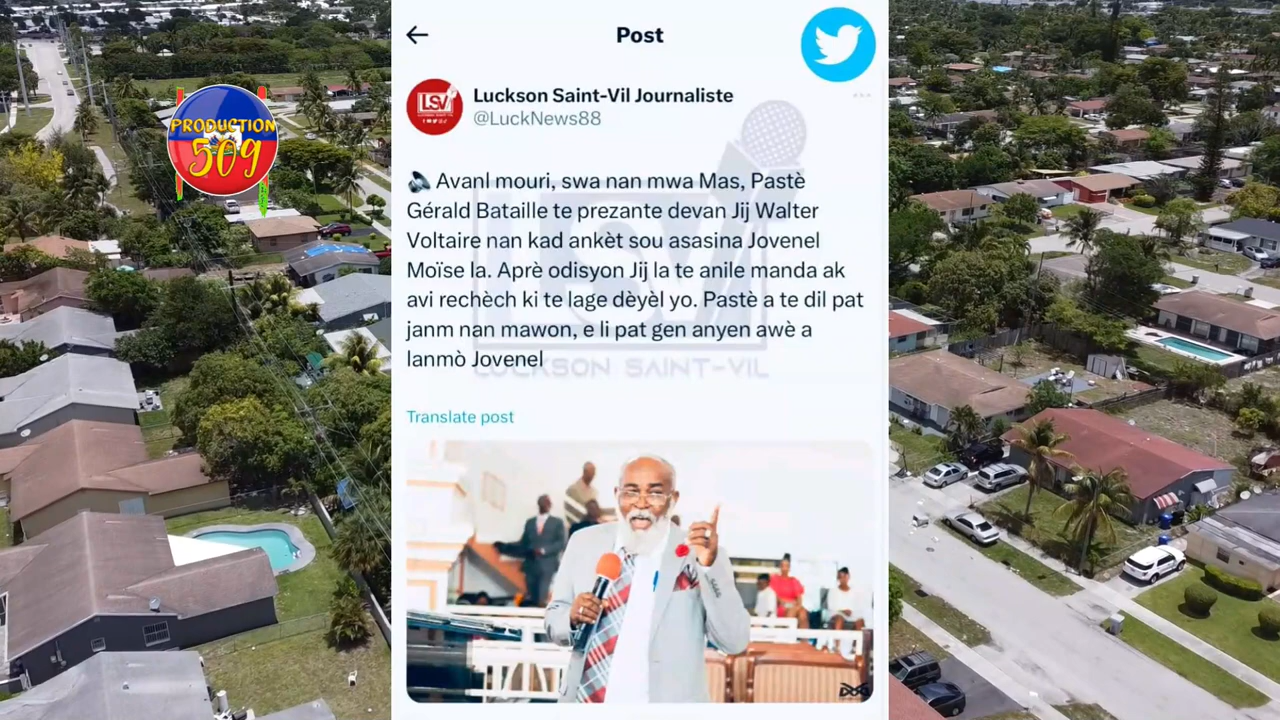 Post
PRODUCTION
509
LSV
Luckson Saint-Vil Journaliste
@LuckNews88
Avanl mouri, swa nan mwa Mas, Pastè
Gérald Bataille te prezante devan Jij Walter
Voltaire nan kad ankèt sou asasina Jovenel
Moïse la. Aprè odisyon Jij la te anile manda ak
avi rechèch ki te lage dèyèl yo. Pastè a te dil pat
janm nan mawon, e li pat gen anyen awè a
lanmò Jovenel
LUCKSON SAINT-VIL
Translate post